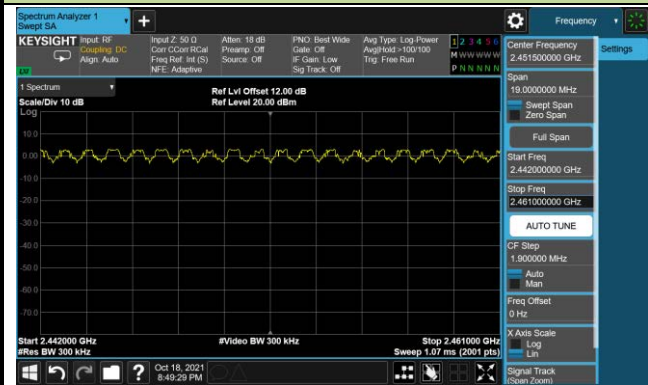 Spectrum Analyzer 1
Swept SA
+
Frequency
KEYSIGHT
Input: RF
Coupling: DC
Align: Auto
Input Z: 50 Ω
Corr CCorr RCal
Freq Ref: Int (S)
NFE: Adaptive
Atten: 18 dB
Preamp: Off
Source: Off
PNO: Best Wide
Gate: Off
IF Gain: Low
Sig Track: Off
Avg Type: Log-Power
Avg|Hold:>100/100
Trig: Free Run
1 2 3 4 5 6
M W W W W W
P N N N N N
Settings
1 Spectrum
Scale/Div 10 dB
Log
Ref Lvl Offset 12.00 dB
Ref Level 20.00 dBm
10.0
0.00
-10.0
-20.0
-30.0
-40.0
-50.0
-60.0
-70.0
Start 2.442000 GHz
#Res BW 300 kHz
#Video BW 300 kHz
Stop 2.461000 GHz
Sweep 1.07 ms (2001 pts)
Center Frequency
2.451500000 GHz
Span
19.0000000 MHz
Swept Span
Zero Span
Full Span
Start Freq
2.442000000 GHz
Stop Freq
2.461000000 GHz
AUTO TUNE
CF Step
1.900000 MHz
Auto
Man
Freq Offset
0 Hz
X Axis Scale
Log
Lin
Signal Track
(Span Zoom)
?
Oct 18, 2021
8:49:29 PM